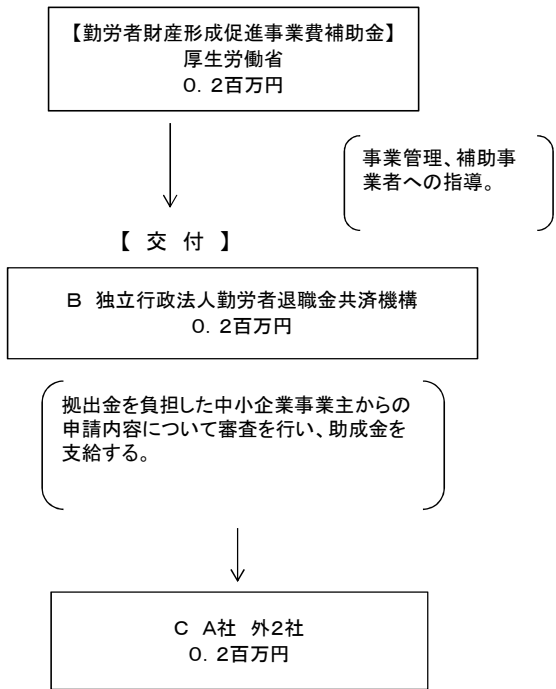 【勤労者財産形成促進事業費補助金】
厚生労働省
０．２百万円
事業管理、補助事
業者への指導。
【　交　付　】
Ｂ　独立行政法人勤労者退職金共済機構
０．２百万円
拠出金を負担した中小企業事業主からの
申請内容について審査を行い、助成金を
支給する。
Ｃ　Ａ社　外２社
０．２百万円